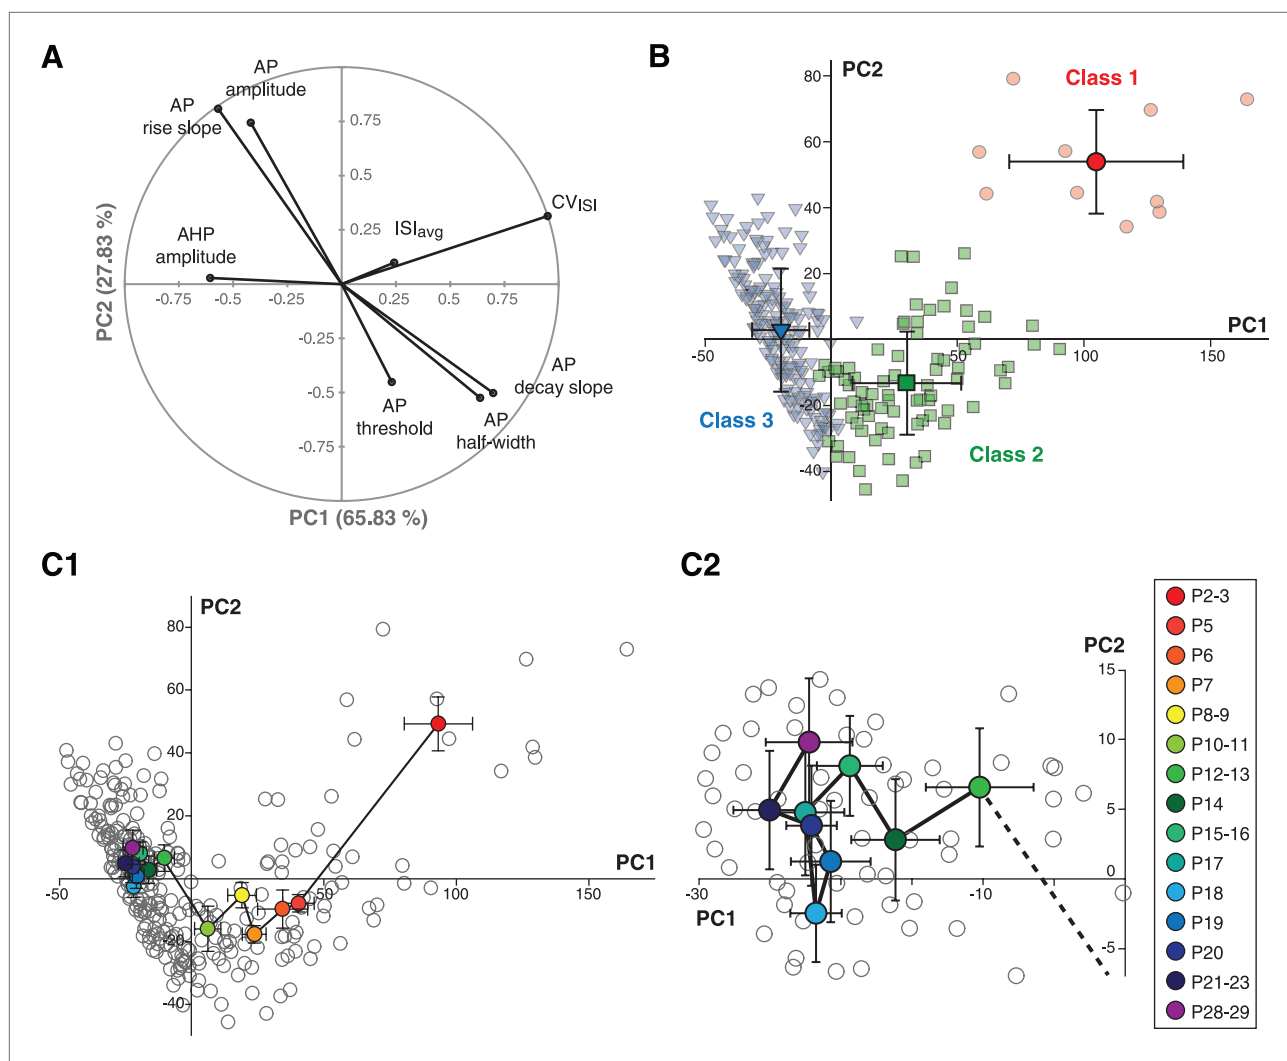 A
AP
amplitude
AP
rise slope
AHP
amplitude
ISIavg
CVISI
AP
threshold
AP
half-width
AP
decay slope
0.75
0.5
0.25
-0.25
-0.5
-0.75
-0.75
-0.5
-0.25
0.25
0.5
0.75
PC2 (27.83 %)
PC1 (65.83 %)
B
PC2
PC1
Class 1
Class 2
Class 3
80
60
40
20
-20
-40
-50
50
100
150
C1
PC2
PC1
80
60
40
20
-20
-40
-50
50
100
150
C2
PC2
PC1
15
10
5
0
-5
-30
-10
P2-3
P5
P6
P7
P8-9
P10-11
P12-13
P14
P15-16
P17
P18
P19
P20
P21-23
P28-29